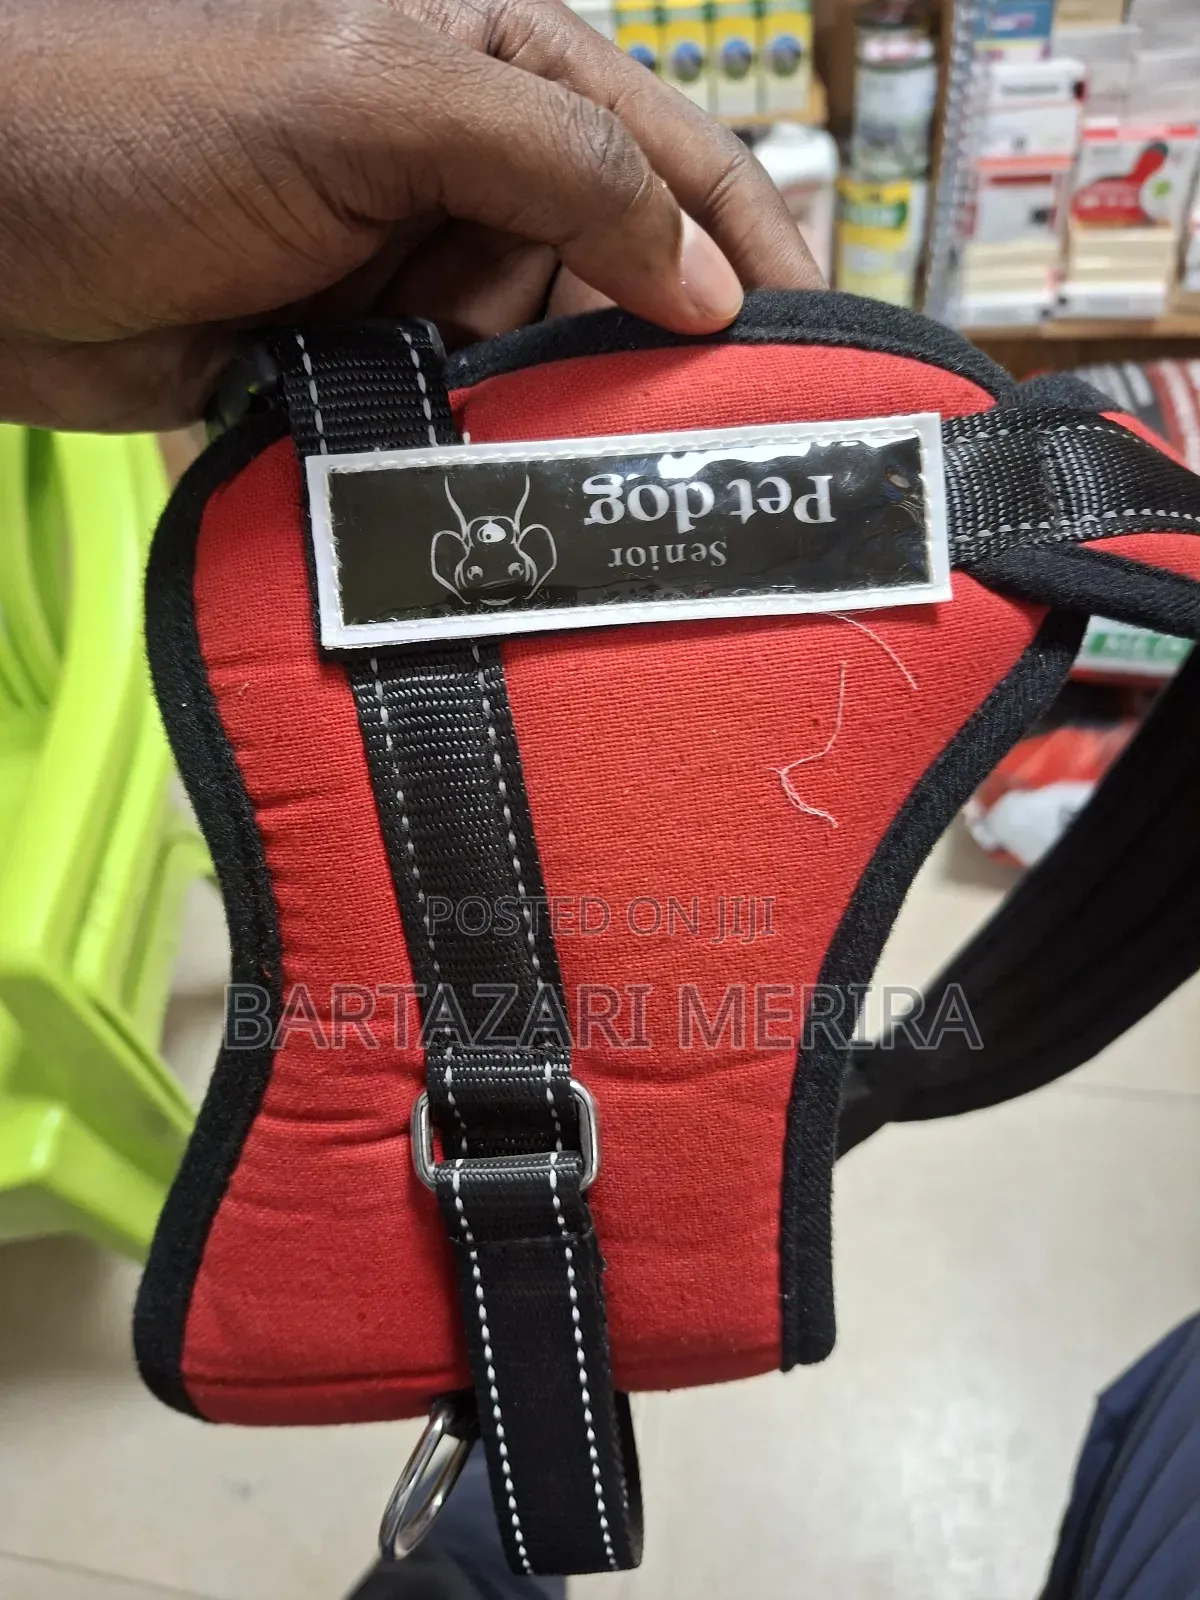 Senior
Pet dog
POSTED ON JIJI
BARTAZARI MERIRA